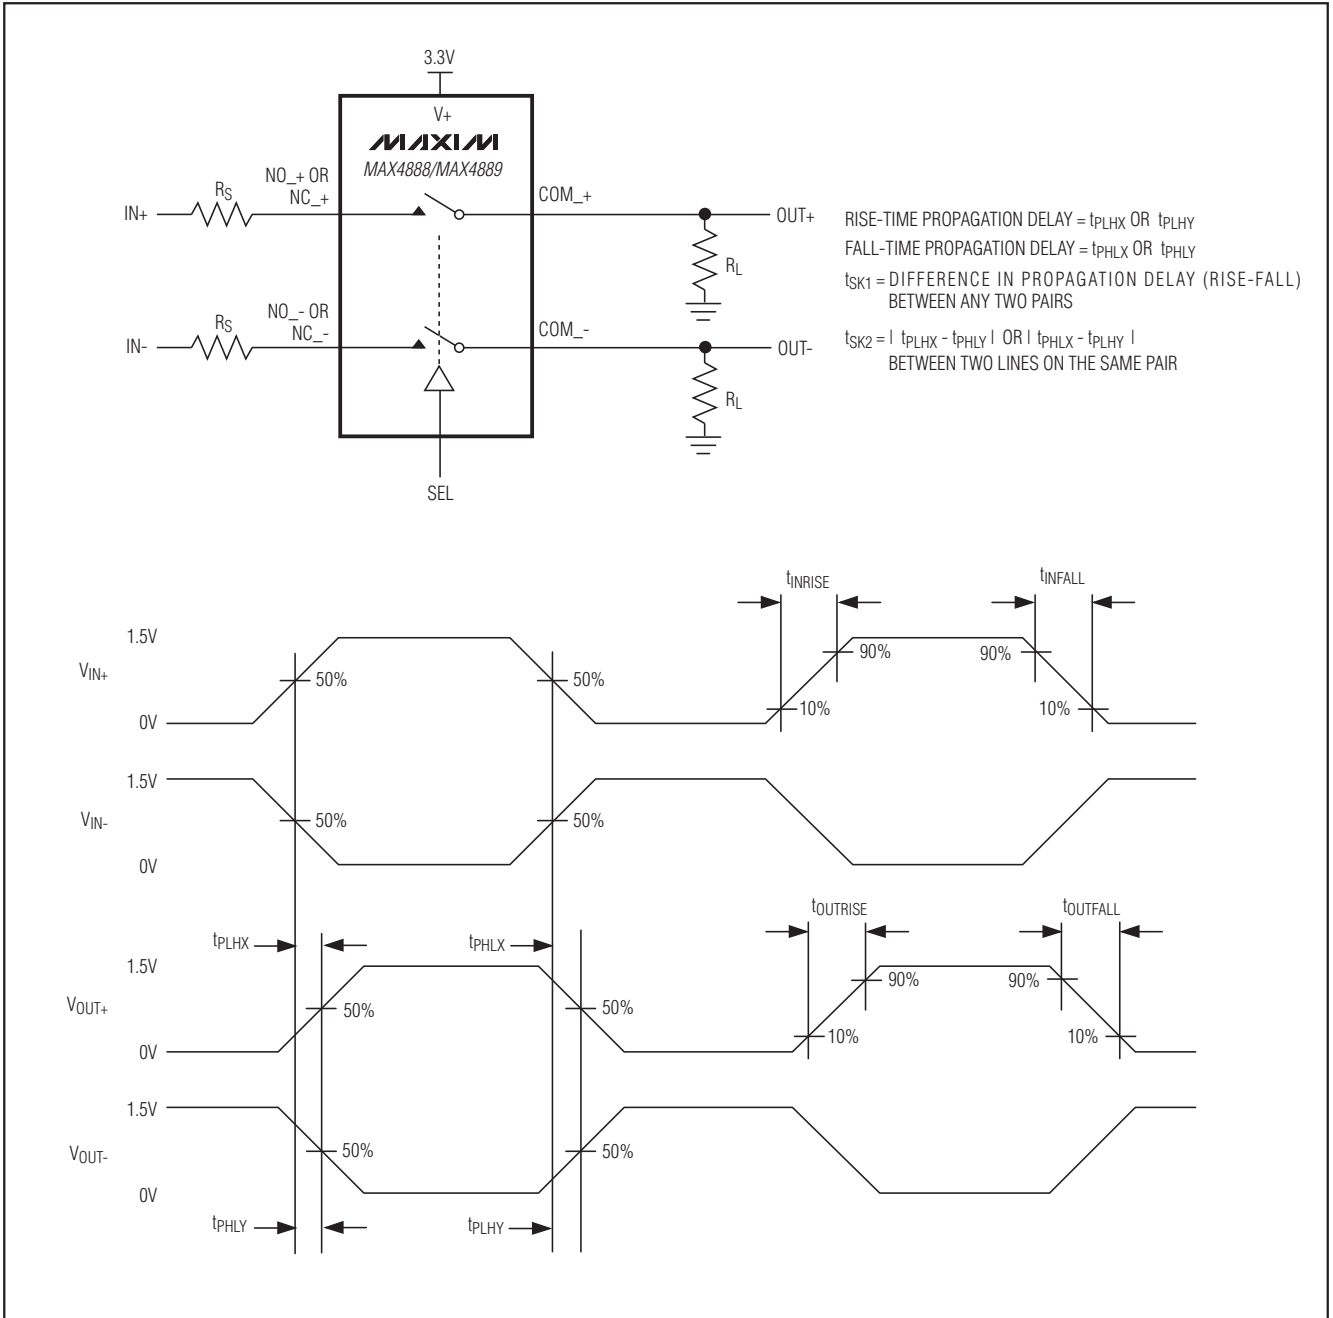 3.3V
V+
MAXIM
MAX4888/MAX4889
NO_+ OR
NC_+
COM_+
RS
IN+
OUT+
RL
NO_- OR
NC_-
COM_-
RS
IN-
OUT-
RL
SEL
RISE-TIME PROPAGATION DELAY = tPLHX OR tPLHY
FALL-TIME PROPAGATION DELAY = tPHLX OR tPHLY
tSK1 = DIFFERENCE IN PROPAGATION DELAY (RISE-FALL)
BETWEEN ANY TWO PAIRS
tSK2 = | tPLHX - tPHLY | OR | tPHLX - tPLHY |
BETWEEN TWO LINES ON THE SAME PAIR
tINRISE
tINFALL
1.5V
VIN+
0V
50%
50%
90%
10%
90%
10%
1.5V
VIN-
0V
50%
50%
tOUTRISE
tOUTFALL
tPLHX
tPHLX
1.5V
VOUT+
0V
50%
50%
90%
10%
90%
10%
1.5V
VOUT-
0V
50%
50%
tPHLY
tPLHY